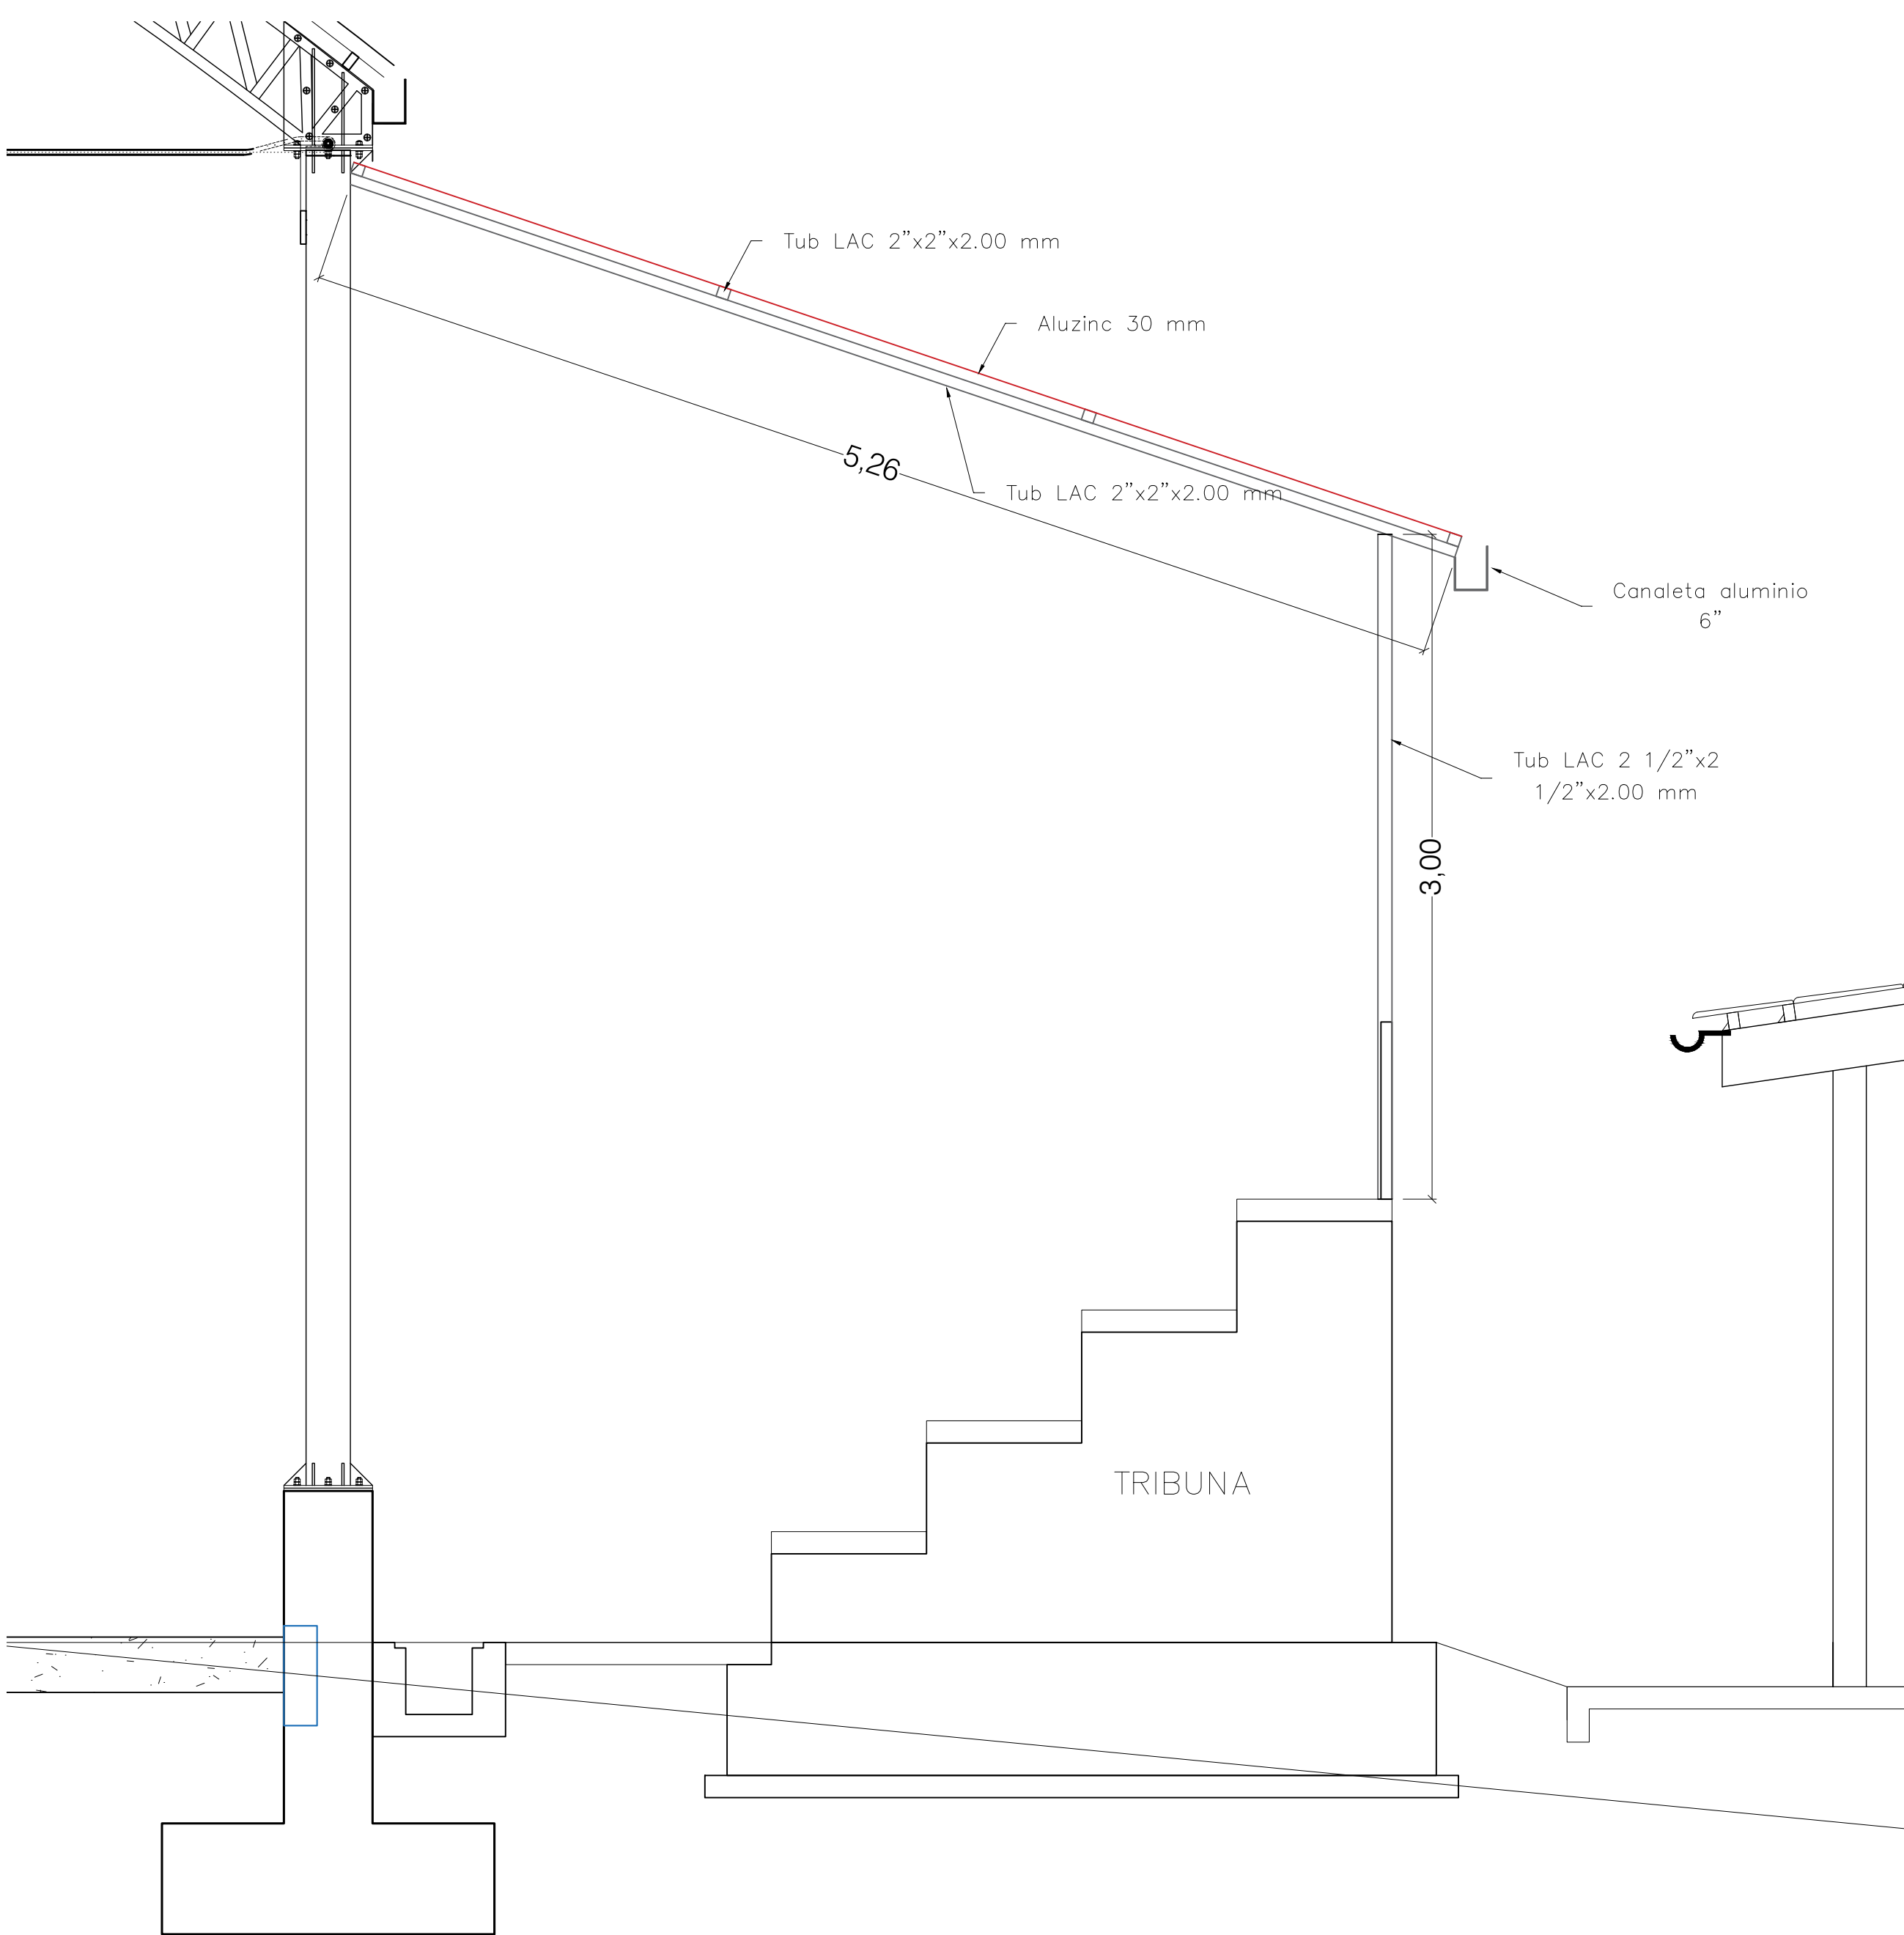 Tub LAC 2”x2”x2.00 mm
Aluzinc 30 mm
5,26
Tub LAC 2”x2”x2.00 mm
Canaleta aluminio
6”
Tub LAC 2 1/2”x2
1/2”x2.00 mm
3,00
TRIBUNA